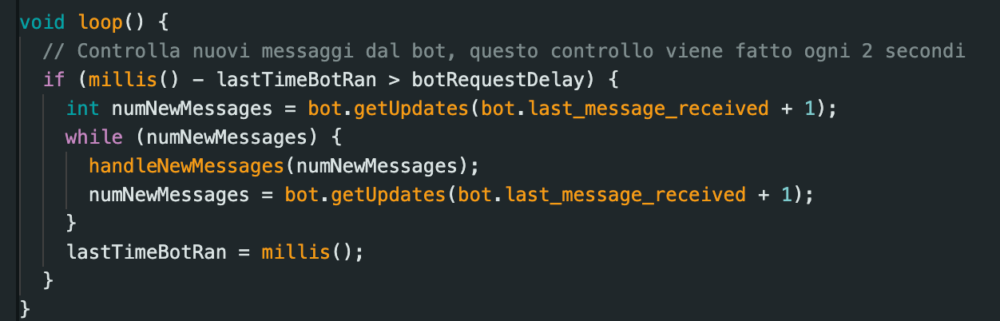 void loop() {
  // Controlla nuovi messaggi dal bot, questo controllo viene fatto ogni 2 secondi
  if (millis() - lastTimeBotRan > botRequestDelay) {
    int numNewMessages = bot.getUpdates(bot.last_message_received + 1);
    while (numNewMessages) {
      handleNewMessages(numNewMessages);
      numNewMessages = bot.getUpdates(bot.last_message_received + 1);
    }
    lastTimeBotRan = millis();
  }
}